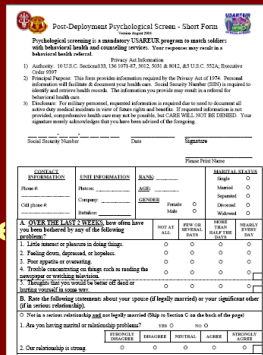 Post-Deployment Psychological Screen - Short Form
USAREUR
Version August 2004
Psychological screening is a mandatory USAREUR program to match soldiers
with behavioral health and counseling services. Your responses may result in a
behavioral health referral.
Privacy Act Information
1) Authority: 10 U.S.C. Sections 133, 136 1071-87, 3012, 5031 & 8012, &5 U.S.C. 552A, Executive
Order 9397
2) Principal Purpose: This form provides information required by the Privacy Act of 1974. Personal
information will facilitate & document your health care. Social Security Number (SSN) is required to
identify and retrieve health records. The information you provide may result in a referral for
behavioral health care.
3) Disclosure: For military personnel, requested information is required due to need to document all
active duty medical incidents in view of future rights and benefits. If requested information is not
provided, comprehensive health care may not be possible, but CARE WILL NOT BE DENIED. Your
signature merely acknowledges that you have been advised of the foregoing.
Social Security Number Date Signature
Please Print Name
CONTACT INFORMATION
Phone #:
Cell phone #:
UNIT INFORMATION
Platoon:
Company:
Battalion:
RANK:
AGE:
GENDER
Female O
Male O
MARITAL STATUS
Single O
Married O
Separated O
Divorced O
Widowed O
A. OVER THE LAST 2 WEEKS, how often have
you been bothered by any of the following
problems?
NOT AT ALL
FEW OR SEVERAL DAYS
MORE THAN HALF THE DAYS
NEARLY EVERY DAY
1. Little interest or pleasure in doing things. O O O O
2. Feeling down, depressed, or hopeless. O O O O
3. Poor appetite or overeating. O O O O
4. Trouble concentrating on things such as reading the
newspaper or watching television. O O O O
5. Thoughts that you would be better off dead or
hurting yourself in some way. O O O O
B. Rate the following statement about your spouse (if legally married) or your significant other
(if in serious relationship).
O Not in a serious relationship and not legally married (Skip to Section C on the back of the page)
1. Are you having marital or relationship problems? YES O NO O
STRONGLY DISAGREE
DISAGREE
NEUTRAL
AGREE
STRONGLY AGREE
2. Our relationship is strong. O O O O O